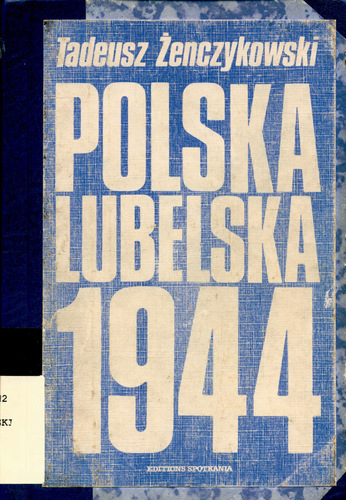 Tadeusz Żenczykowski
POLSKA
LUBELSKA
1944
EDITIONS SPOTKANIA